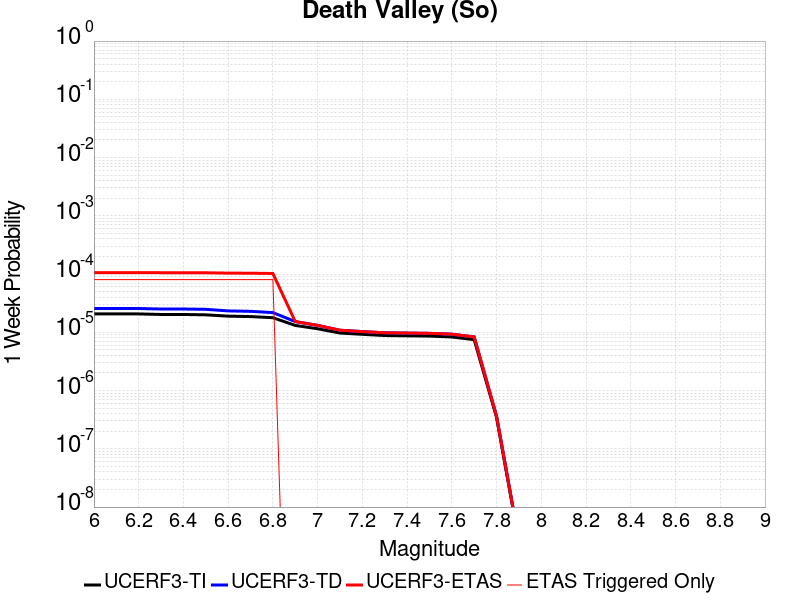 Death Valley (So)
1 Week Probability
10^0
10^-1
10^-2
10^-3
10^-4
10^-5
10^-6
10^-7
10^-8
6 6.2 6.4 6.6 6.8 7 7.2 7.4 7.6 7.8 8 8.2 8.4 8.6 8.8 9
Magnitude
UCERF3-TI UCERF3-TD UCERF3-ETAS ETAS Triggered Only